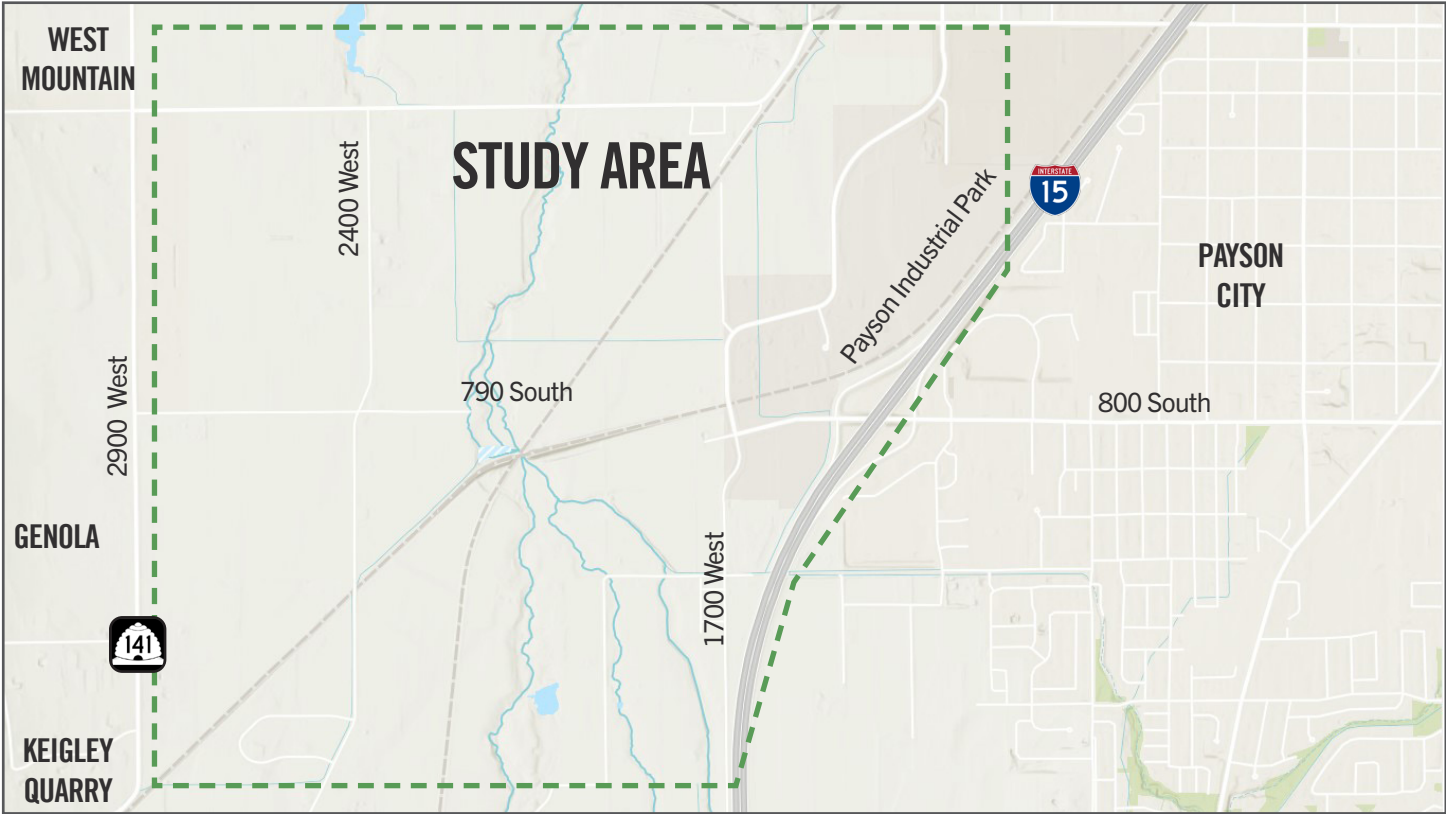 WEST
MOUNTAIN
STUDY AREA
2400 West
INTERSTATE
15
Payson Industrial Park
PAYSON
CITY
2900 West
790 South
800 South
GENOLA
1700 West
141
KEIGLEY
QUARRY